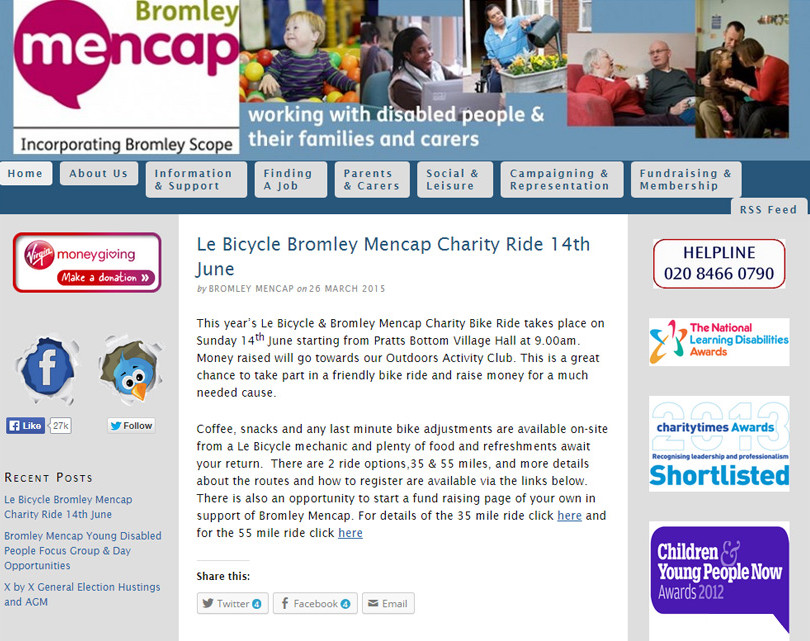 Bromley
mencap
Incorporating Bromley Scope
working with disabled people &
their families and carers
Home
About Us
Information
& Support
Finding
A Job
Parents
& Carers
Social &
Leisure
Campaigning &
Representation
Fundraising &
Membership
RSS Feed
Virgin moneygiving
Make a donation »
f
Like 27k
Follow
RECENT POSTS
Le Bicycle Bromley Mencap
Charity Ride 14th June
Bromley Mencap Young Disabled
People Focus Group & Day
Opportunities
X by X General Election Hustings
and AGM
Le Bicycle Bromley Mencap Charity Ride 14th
June
by BROMLEY MENCAP on 26 MARCH 2015
This year's Le Bicycle & Bromley Mencap Charity Bike Ride takes place on
Sunday 14th June starting from Pratts Bottom Village Hall at 9.00am.
Money raised will go towards our Outdoors Activity Club. This is a great
chance to take part in a friendly bike ride and raise money for a much
needed cause.
Coffee, snacks and any last minute bike adjustments are available on-site
from a Le Bicycle mechanic and plenty of food and refreshments await
your return. There are 2 ride options,35 & 55 miles, and more details
about the routes and how to register are available via the links below.
There is also an opportunity to start a fund raising page of your own in
support of Bromley Mencap. For details of the 35 mile ride click here and
for the 55 mile ride click here
Share this:
Twitter 4
Facebook 4
Email
HELPLINE
020 8466 0790
The National
Learning Disabilities
Awards
2013
charitytimes Awards
Recognising leadership and professionalism
Shortlisted
Children &
Young People Now
Awards 2012